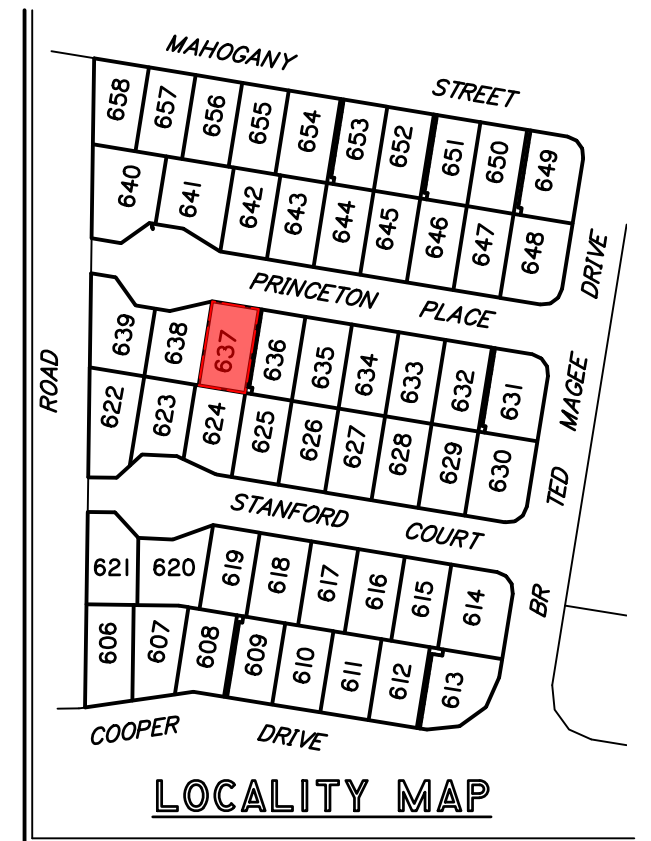 MAHOGANY STREET
658 657 656 655 654 653 652 651 650 649
640 641 642 643 644 645 646 647 648
PRINCETON PLACE
639 638 637 636 635 634 633 632 631
622 623 624 625 626 627 628 629 630
STANFORD COURT
621 620 619 618 617 616 615 614
606 607 608 609 610 611 612 613
COOPER DRIVE
ROAD
TED MAGEE DRIVE
BR
LOCALITY MAP